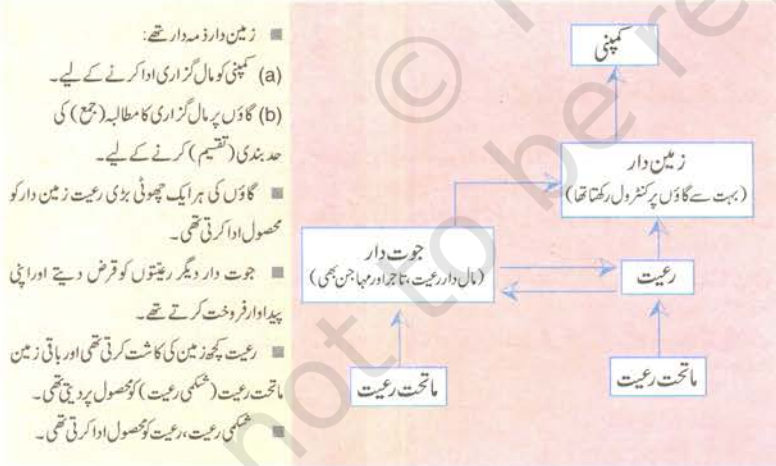 زمین دار ذمہ دار تھے:
(a) کمپنی کو مال گزاری ادا کرنے کے لیے۔
(b) گاؤں پر مال گزاری کا مطالبہ (جمع) کی
حد بندی (تقسیم) کرنے کے لیے۔
گاؤں کی ہر ایک چھوٹی بڑی رعیت زمین دار کو
محصول ادا کرتی تھی۔
جوت دار دیگر رعیتوں کو قرض دیتے اور اپنی
پیداوار فروخت کرتے تھے۔
رعیت کچھ زمین کی کاشت کرتی تھی اور باقی زمین
ماتحت رعیت (شکمی رعیت) کو محصول پر دیتی تھی۔
شکمی رعیت، رعیت کو محصول ادا کرتی تھی۔
کمپنی
زمین دار
(بہت سے گاؤں پر کنٹرول رکھتا تھا)
جوت دار
(مال دار رعیت، تاجر اور مہاجن بھی)
رعیت
ماتحت رعیت
ماتحت رعیت
©
not to be re